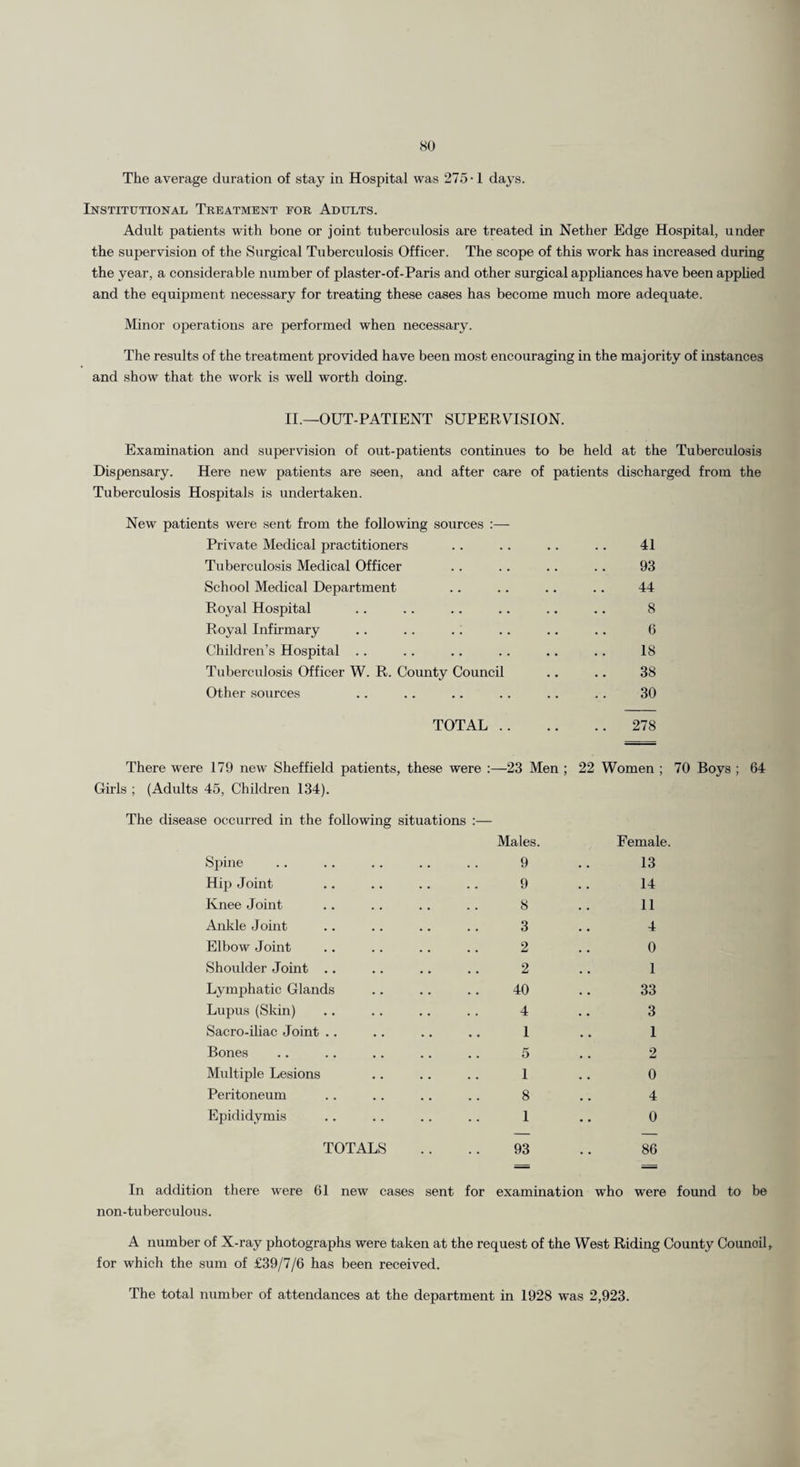 80
The average duration of stay in Hospital was 275·1 days.
Institutional Treatment for Adults.
Adult patients with bone or joint tuberculosis are treated in Nether Edge Hospital, under
the supervision of the Surgical Tuberculosis Officer. The scope of this work has increased during
the year, a considerable number of plaster-of-Paris and other surgical appliances have been applied
and the equipment necessary for treating these cases has become much more adequate.
Minor operations are performed when necessary.
The results of the treatment provided have been most encouraging in the majority of instances
and show that the work is well worth doing.
II.—OUT-PATIENT SUPERVISION.
Examination and supervision of out-patients continues to be held at the Tuberculosis
Dispensary. Here new patients are seen, and after care of patients discharged from the
Tuberculosis Hospitals is undertaken.
New patients were sent from the following sources :—
Private Medical practitioners .. .. .. .. 41
Tuberculosis Medical Officer .. .. .. .. 93
School Medical Department .. .. .. .. 44
Royal Hospital .. .. .. .. .. .. 8
Royal Infirmary .. .. .. .. .. .. 6
Children's Hospital .. .. .. .. .. .. 18
Tuberculosis Officer W. R. County Council .. .. 38
Other sources .. .. .. .. .. .. 30
TOTAL .. .. .. 278
There were 179 new Sheffield patients, these were :—23 Men ; 22 Women ; 70 Boys ; 64
Girls ; (Adults 45, Children 134).
The disease occurred in the following situations :—
Males. Female.
Spine .. .. .. .. .. 9 .. 13
Hip Joint .. .. .. .. 9 .. 14
Knee Joint .. .. .. .. 8 .. 11
Ankle Joint .. .. .. .. 3 .. 4
Elbow Joint .. .. .. .. 2 .. 0
Shoulder Joint .. .. .. .. 2 .. 1
Lymphatic Glands .. .. .. 40 .. 33
Lupus (Skin) .. .. .. .. 4 .. 3
Sacro-iliac Joint .. .. .. .. 1 .. 1
Bones .. .. .. .. .. 5 .. 2
Multiple Lesions .. .. .. 1 .. 0
Peritoneum .. .. .. .. 8 .. 4
Epididymis .. .. .. .. 1 .. 0
TOTALS .. .. 93 .. 86
In addition there were 61 new cases sent for examination who were found to be
non-tuberculous.
A number of X-ray photographs were taken at the request of the West Riding County Council,
for which the sum of £39/7/6 has been received.
The total number of attendances at the department in 1928 was 2,923.